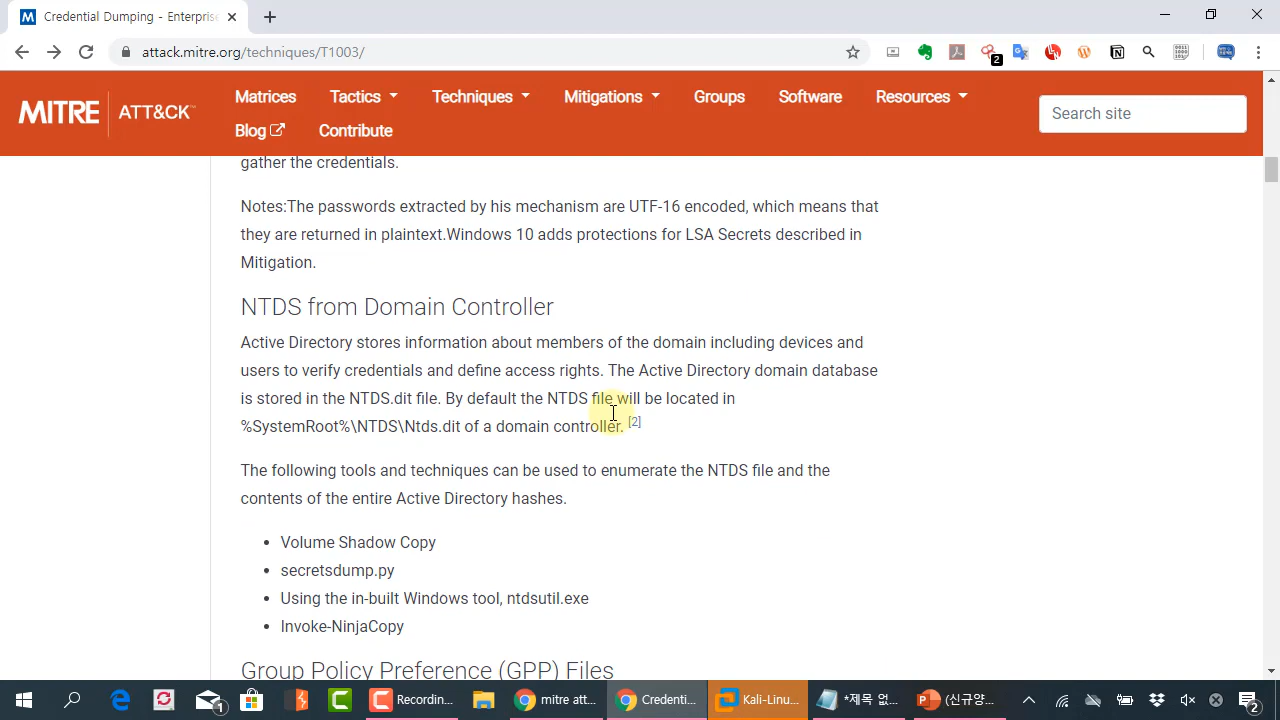 Credential Dumping - Enterpris
attack.mitre.org/techniques/T1003/
2
MITRE ATT&CK™
Matrices Tactics Techniques Mitigations Groups Software Resources
Blog Contribute
Search site
gather the credentials.
Notes:The passwords extracted by his mechanism are UTF-16 encoded, which means that
they are returned in plaintext.Windows 10 adds protections for LSA Secrets described in
Mitigation.
NTDS from Domain Controller
Active Directory stores information about members of the domain including devices and
users to verify credentials and define access rights. The Active Directory domain database
is stored in the NTDS.dit file. By default the NTDS file will be located in
%SystemRoot%\NTDS\Ntds.dit of a domain controller. [2]
The following tools and techniques can be used to enumerate the NTDS file and the
contents of the entire Active Directory hashes.
• Volume Shadow Copy
• secretsdump.py
• Using the in-built Windows tool, ntdsutil.exe
• Invoke-NinjaCopy
Group Policy Preference (GPP) Files
1 Recordin... mitre att... Credenti... Kali-Linu... *제목 없... (신규양... 2